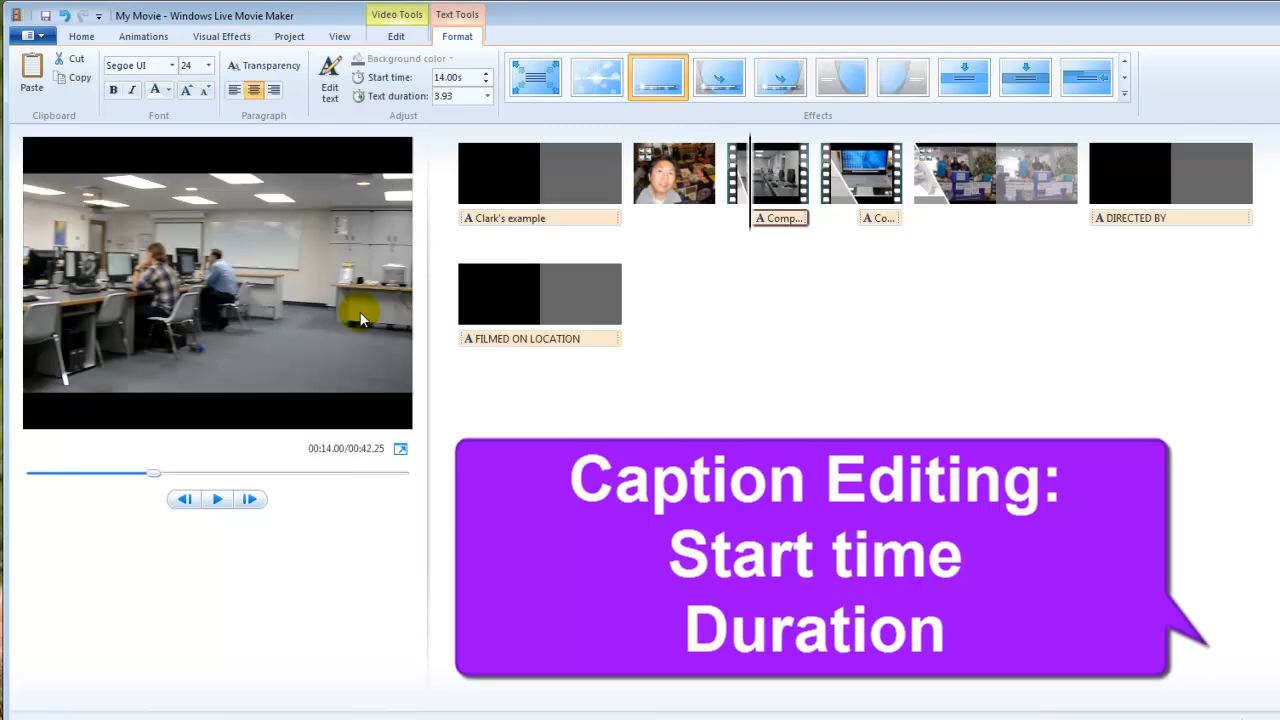 My Movie - Windows Live Movie Maker
Video Tools
Text Tools
Home
Animations
Visual Effects
Project
View
Edit
Format
Paste
Cut
Copy
Clipboard
Segoe UI
24
B I A A A
Font
Transparency
Paragraph
Edit
text
Background color
Start time: 14.00s
Text duration: 3.93
Adjust
Effects
A Clark's example
A Comp...
A Co...
A DIRECTED BY
A FILMED ON LOCATION
00:14.00/00:42.25
Caption Editing:
Start time
Duration